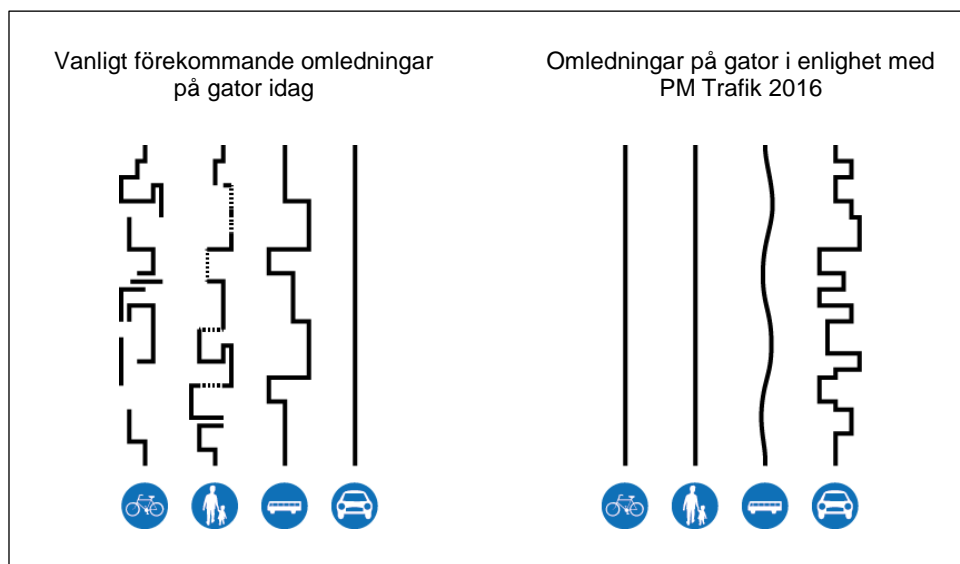 Vanligt förekommande omledningar
på gator idag
Omledningar på gator i enlighet med
PM Trafik 2016